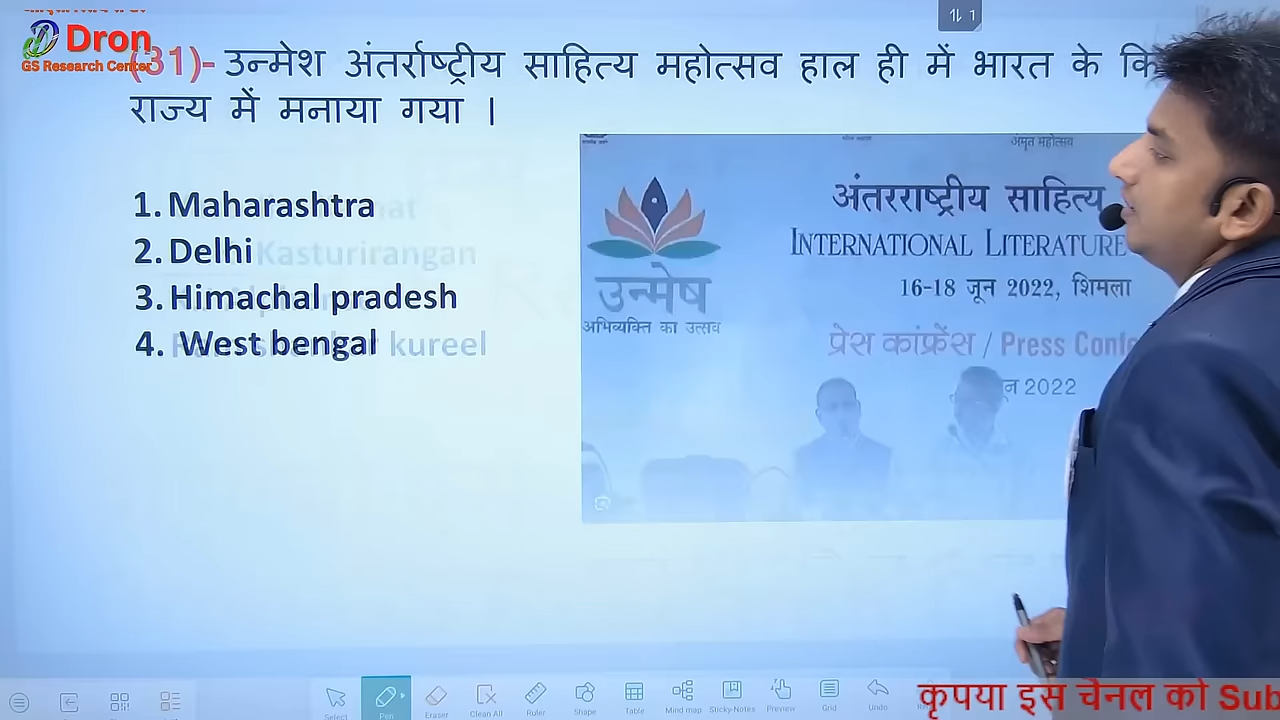 Dron
GS Research Center
1
(31)- उन्मेश अंतर्राष्ट्रीय साहित्य महोत्सव हाल ही में भारत के
राज्य में मनाया गया ।
1. Maharashtra
2. Delhi
3. Himachal pradesh
4. West bengal
Kasturirangan
kureel
अमृत महोत्सव
अंतरराष्ट्रीय साहित्य
INTERNATIONAL LITERATURE
16-18 जून 2022, शिमला
उन्मेष
अभिव्यक्ति का उत्सव
प्रेस कांफ्रेंस / Press
2022
Select
Pen
Eraser
Clean All
Ruler
Shape
Table
Mind map
Sticky-Notes
Preview
Grid
Undo
कृपया इस चैनल को Sub